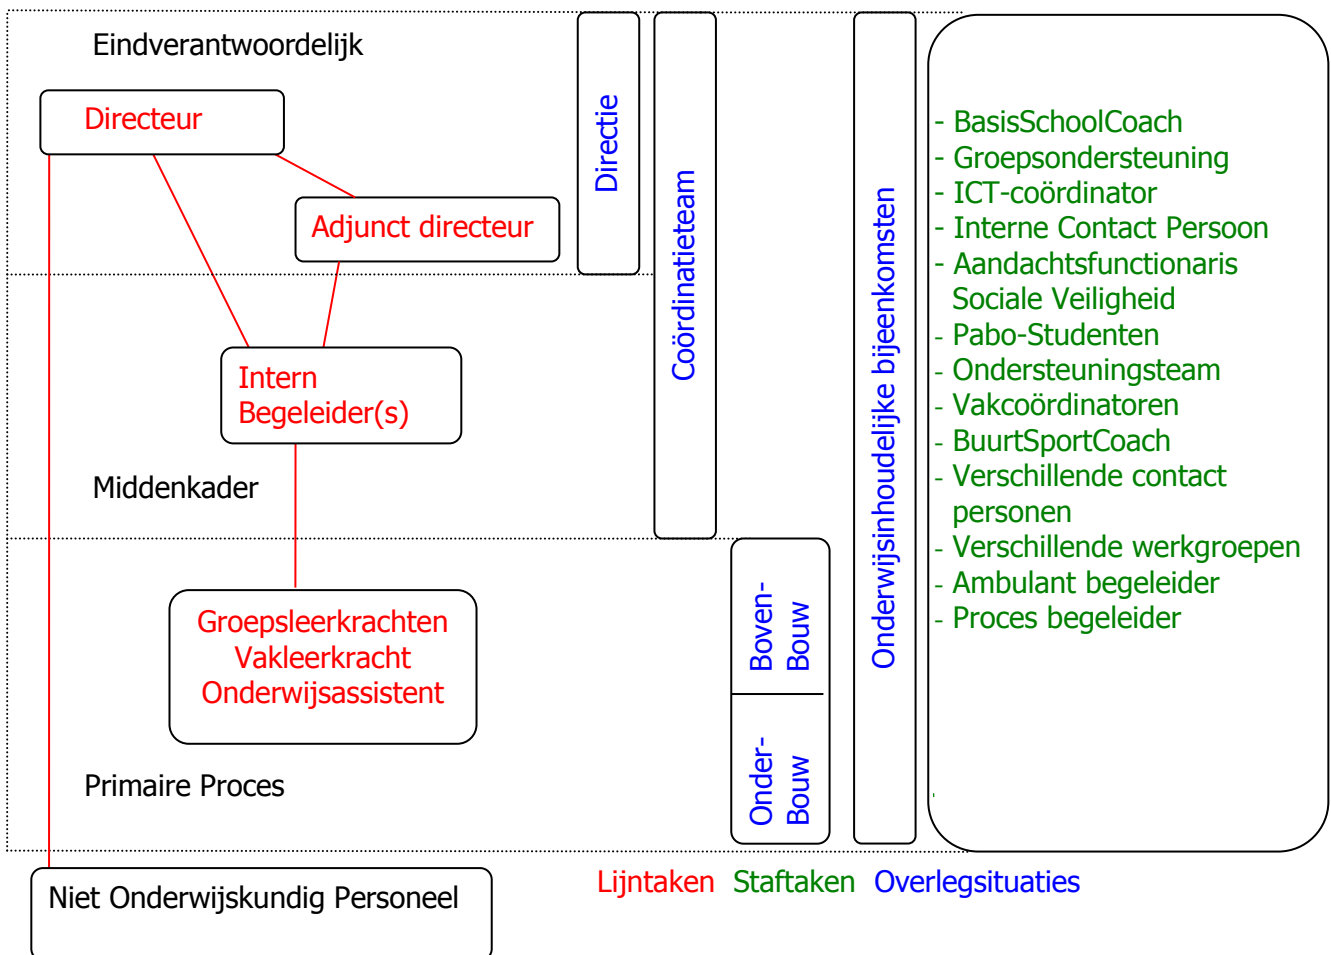 Eindverantwoordelijk
Directeur
Adjunct directeur
Intern
Begeleider(s)
Middenkader
Groepsleerkrachten
Vakleerkracht
Onderwijsassistent
Primaire Proces
Niet Onderwijskundig Personeel
Directie
Coördinatieteam
Boven-
Bouw
Onder-
Bouw
Onderwijsinhoudelijke bijeenkomsten
- BasisSchoolCoach
- Groepsondersteuning
- ICT-coördinator
- Interne Contact Persoon
- Aandachtsfunctionaris
Sociale Veiligheid
- Pabo-Studenten
- Ondersteuningsteam
- Vakcoördinatoren
- BuurtSportCoach
- Verschillende contact
personen
- Verschillende werkgroepen
- Ambulant begeleider
- Proces begeleider
Lijntaken Staftaken Overlegsituaties